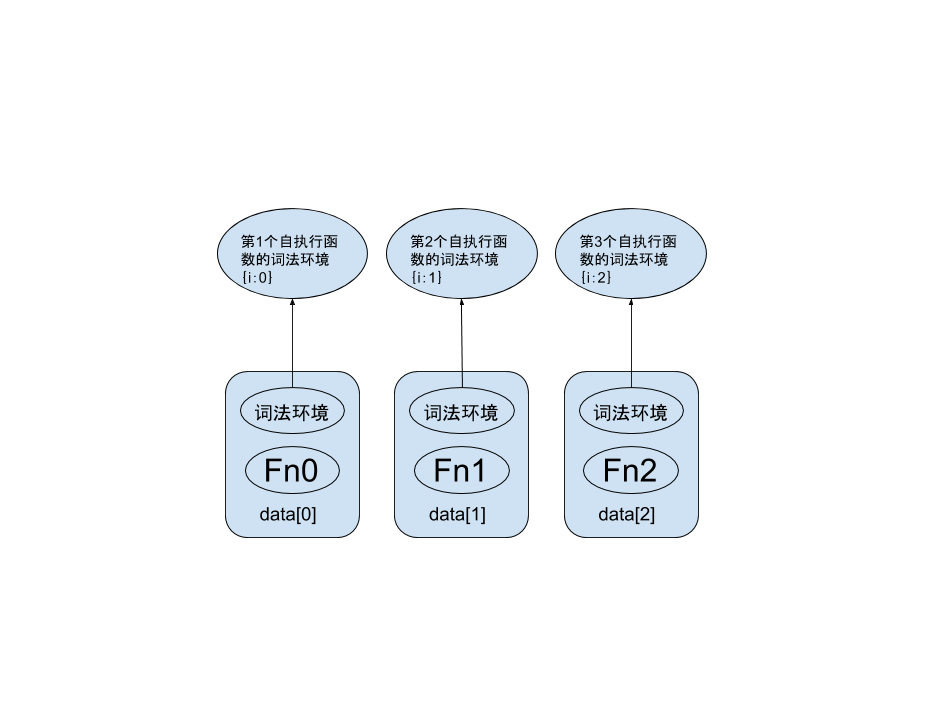 第1个自执行函
数的词法环境
{i:0}
第2个自执行函
数的词法环境
{i:1}
第3个自执行函
数的词法环境
{i:2}
词法环境
Fn0
data[0]
词法环境
Fn1
data[1]
词法环境
Fn2
data[2]